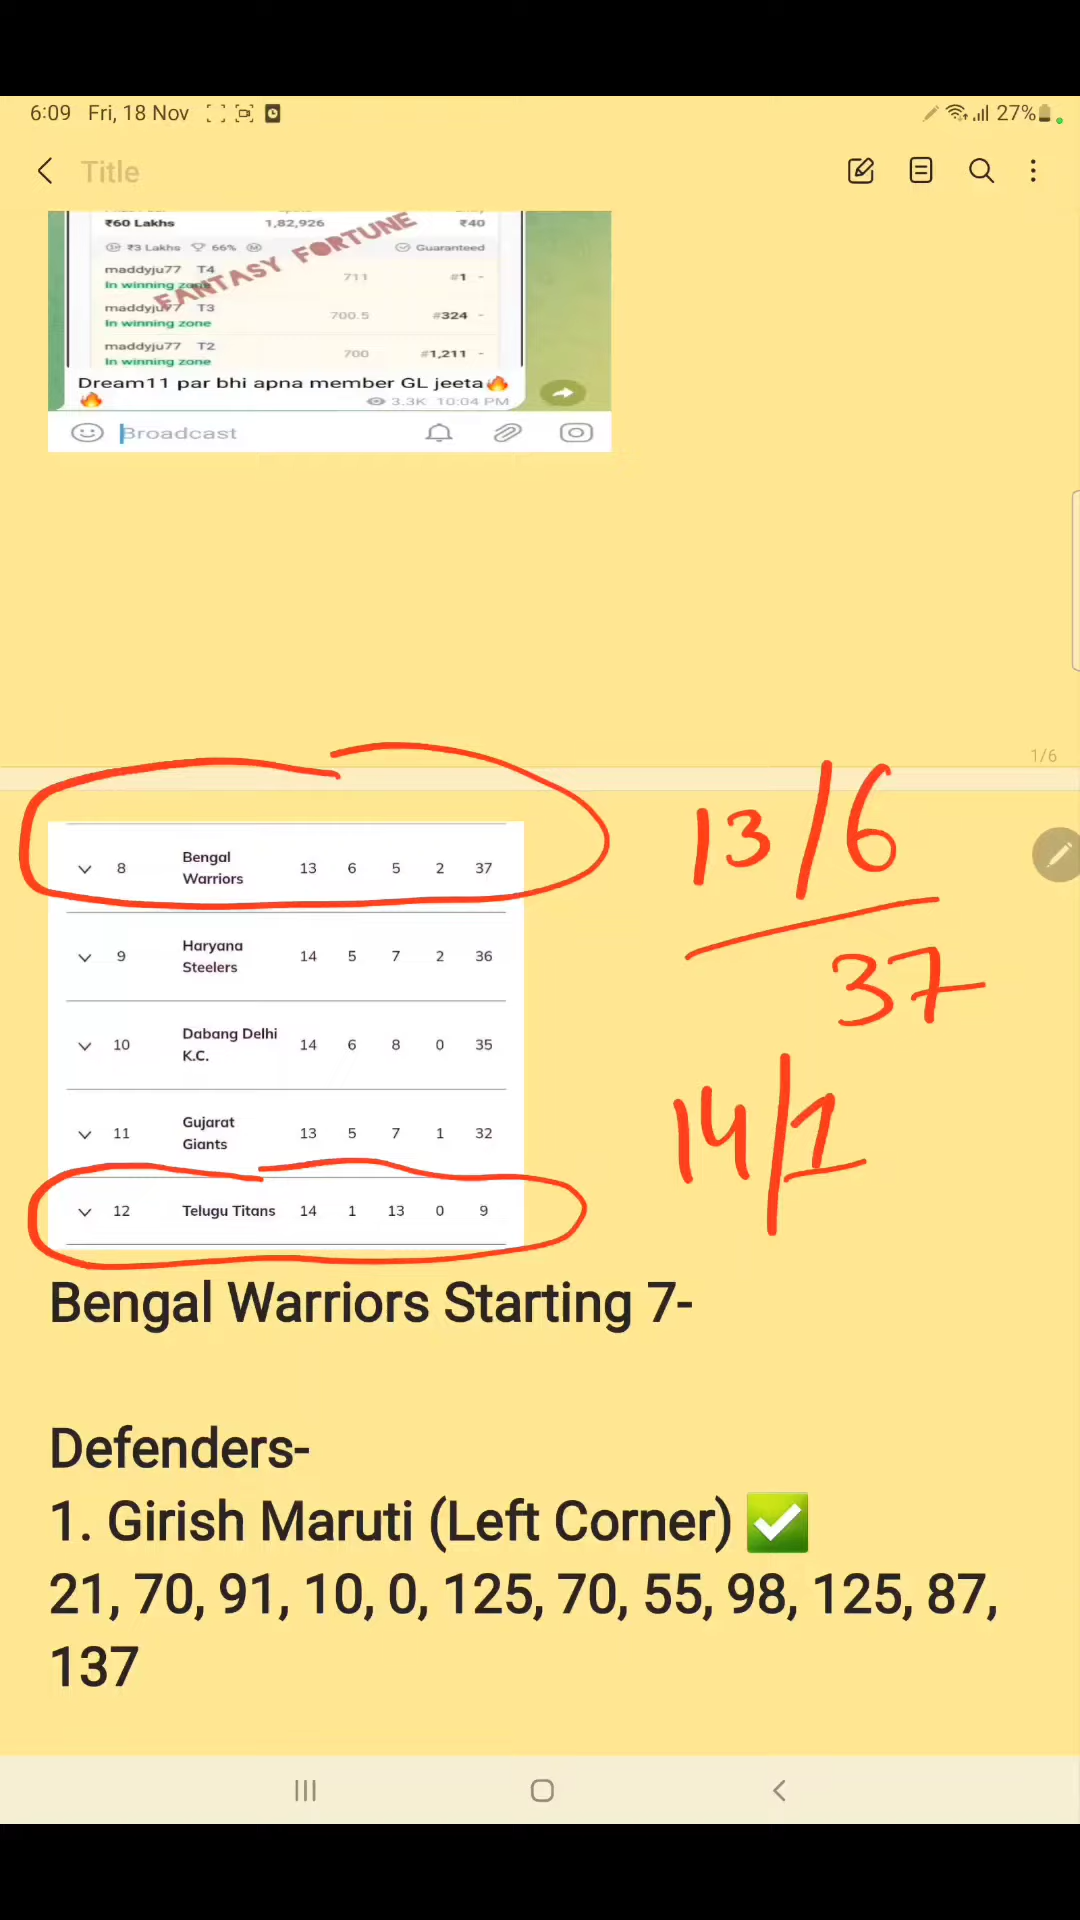 6:09 Fri, 18 Nov 27%
Title
₹60 Lakhs 1,82,926 ₹40
₹3 Lakhs 66% M Guaranteed
FANTASY FORTUNE
maddyju77 T4 711 #1 -
In winning zone
maddyju77 T3 700.5 #324 -
In winning zone
maddyju77 T2 700 #1,211 -
In winning zone
Dream11 par bhi apna member GL jeeta🔥
🔥 3.3K 10:04 PM
Broadcast
1/6
8 Bengal Warriors 13 6 5 2 37
9 Haryana Steelers 14 5 7 2 36
10 Dabang Delhi K.C. 14 6 8 0 35
11 Gujarat Giants 13 5 7 1 32
12 Telugu Titans 14 1 13 0 9
13/6
37
14/1
Bengal Warriors Starting 7-
Defenders-
1. Girish Maruti (Left Corner) ✅
21, 70, 91, 10, 0, 125, 70, 55, 98, 125, 87,
137